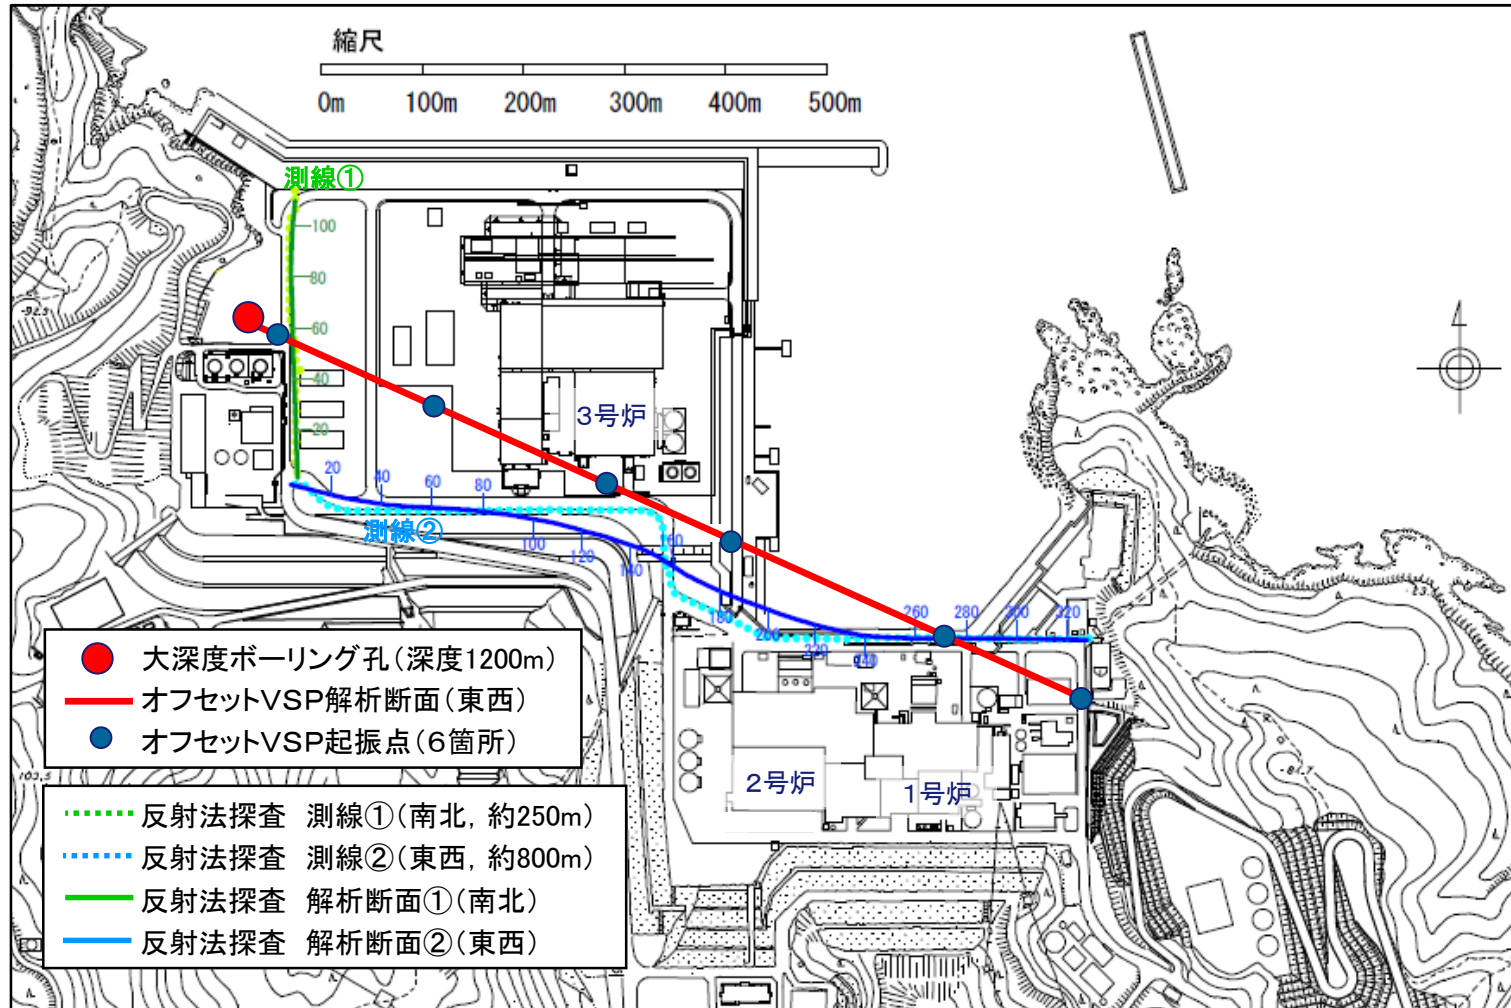 縮尺
0m 100m 200m 300m 400m 500m
測線①
100
80
60
40
20
-92.5
3号炉
20 40 60 80
測線②
100 120 140 160
180 200 220 240 260 280 300 320
大深度ボーリング孔(深度1200m)
オフセットVSP解析断面(東西)
オフセットVSP起振点(6箇所)
2号炉
1号炉
反射法探査 測線①(南北, 約250m)
反射法探査 測線②(東西, 約800m)
反射法探査 解析断面①(南北)
反射法探査 解析断面②(東西)